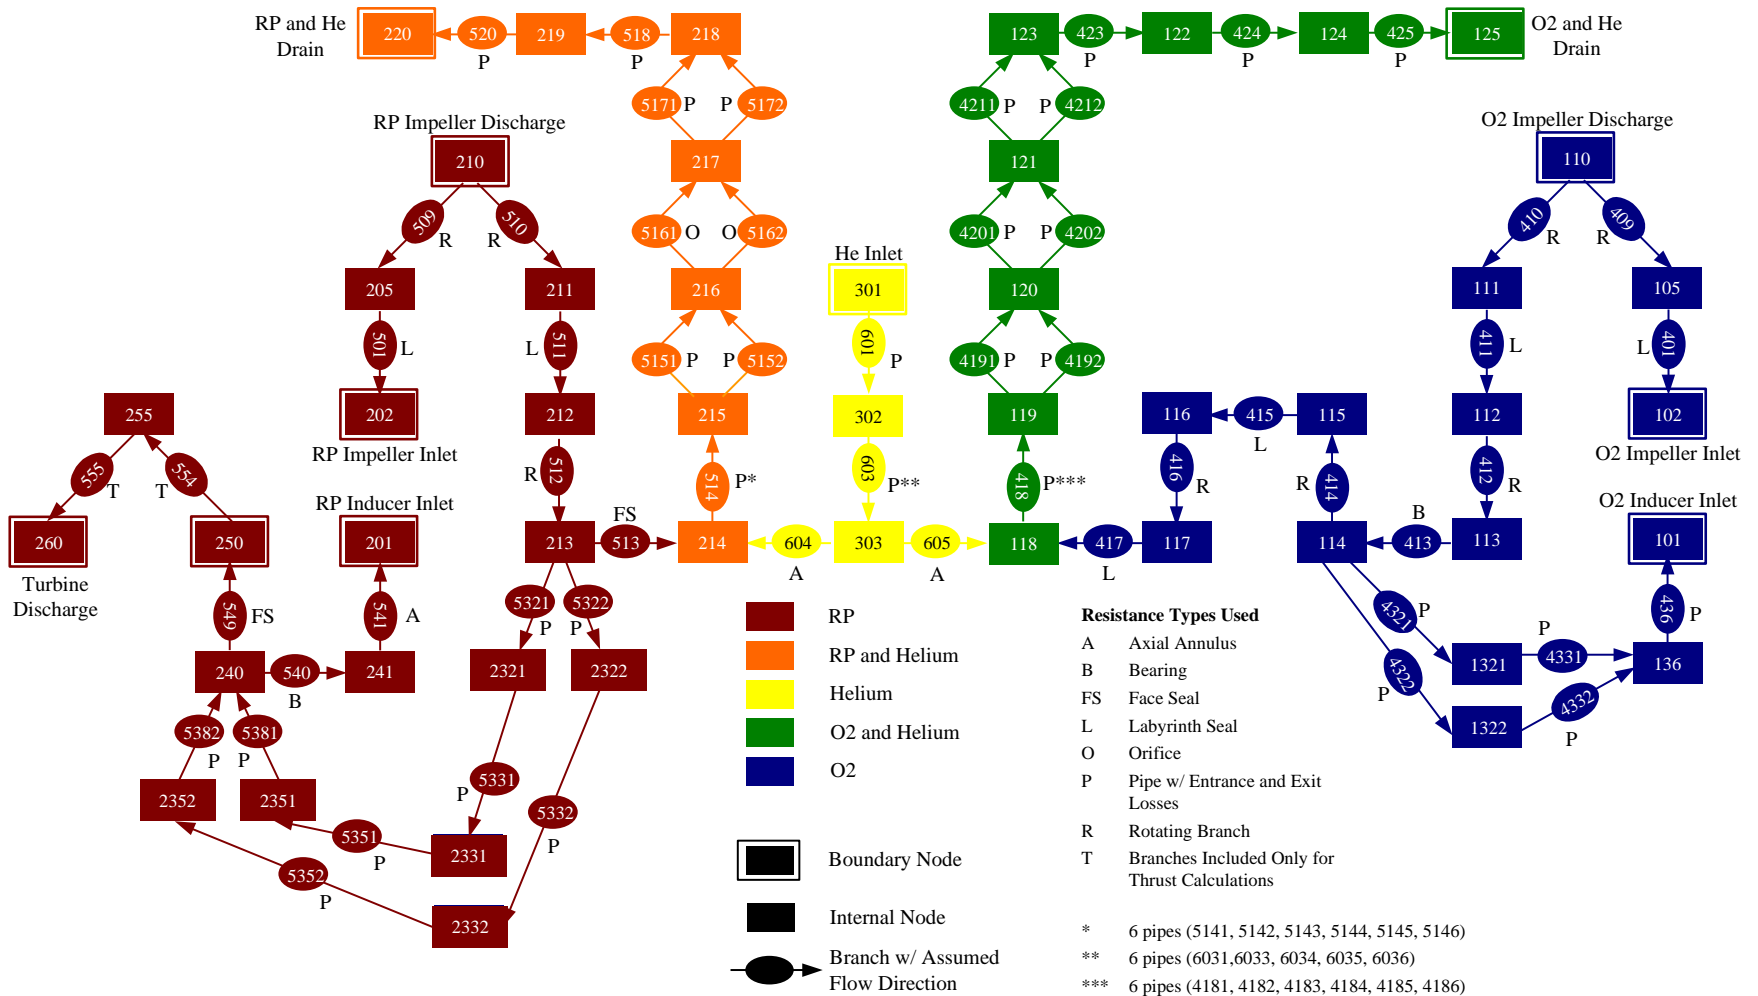 RP and He
Drain
220
520
P
219
518
P
218
5171
P
P
5172
217
5161
O
O
5162
216
5151
P
P
5152
215
514
P*
214
123
423
P
122
424
P
124
425
P
125
O2 and He
Drain
4211
P
P
4212
121
4201
P
P
4202
120
4191
P
P
4192
119
418
P***
118
RP Impeller Discharge
210
509
R
R
510
205
211
501
L
L
511
202
RP Impeller Inlet
212
R
512
213
FS
513
He Inlet
301
601
P
302
603
P**
604
A
303
605
A
O2 Impeller Discharge
110
410
R
R
409
111
105
411
L
L
401
112
102
O2 Impeller Inlet
412
R
113
B
413
114
R
414
115
415
L
116
416
R
117
417
L
O2 Inducer Inlet
101
436
P
136
4321
P
4322
P
1321
P
4331
1322
4332
P
255
555
T
T
554
260
Turbine
Discharge
250
549
FS
RP Inducer Inlet
201
541
A
240
540
B
241
5382
P
P
5381
2352
2351
5351
P
5352
P
5321
P
5322
P
2321
2322
P
5331
5332
P
2331
2332
RP
RP and Helium
Helium
O2 and Helium
O2
Boundary Node
Internal Node
Branch w/ Assumed
Flow Direction
Resistance Types Used
A Axial Annulus
B Bearing
FS Face Seal
L Labyrinth Seal
O Orifice
P Pipe w/ Entrance and Exit
Losses
R Rotating Branch
T Branches Included Only for
Thrust Calculations
* 6 pipes (5141, 5142, 5143, 5144, 5145, 5146)
** 6 pipes (6031,6033, 6034, 6035, 6036)
*** 6 pipes (4181, 4182, 4183, 4184, 4185, 4186)